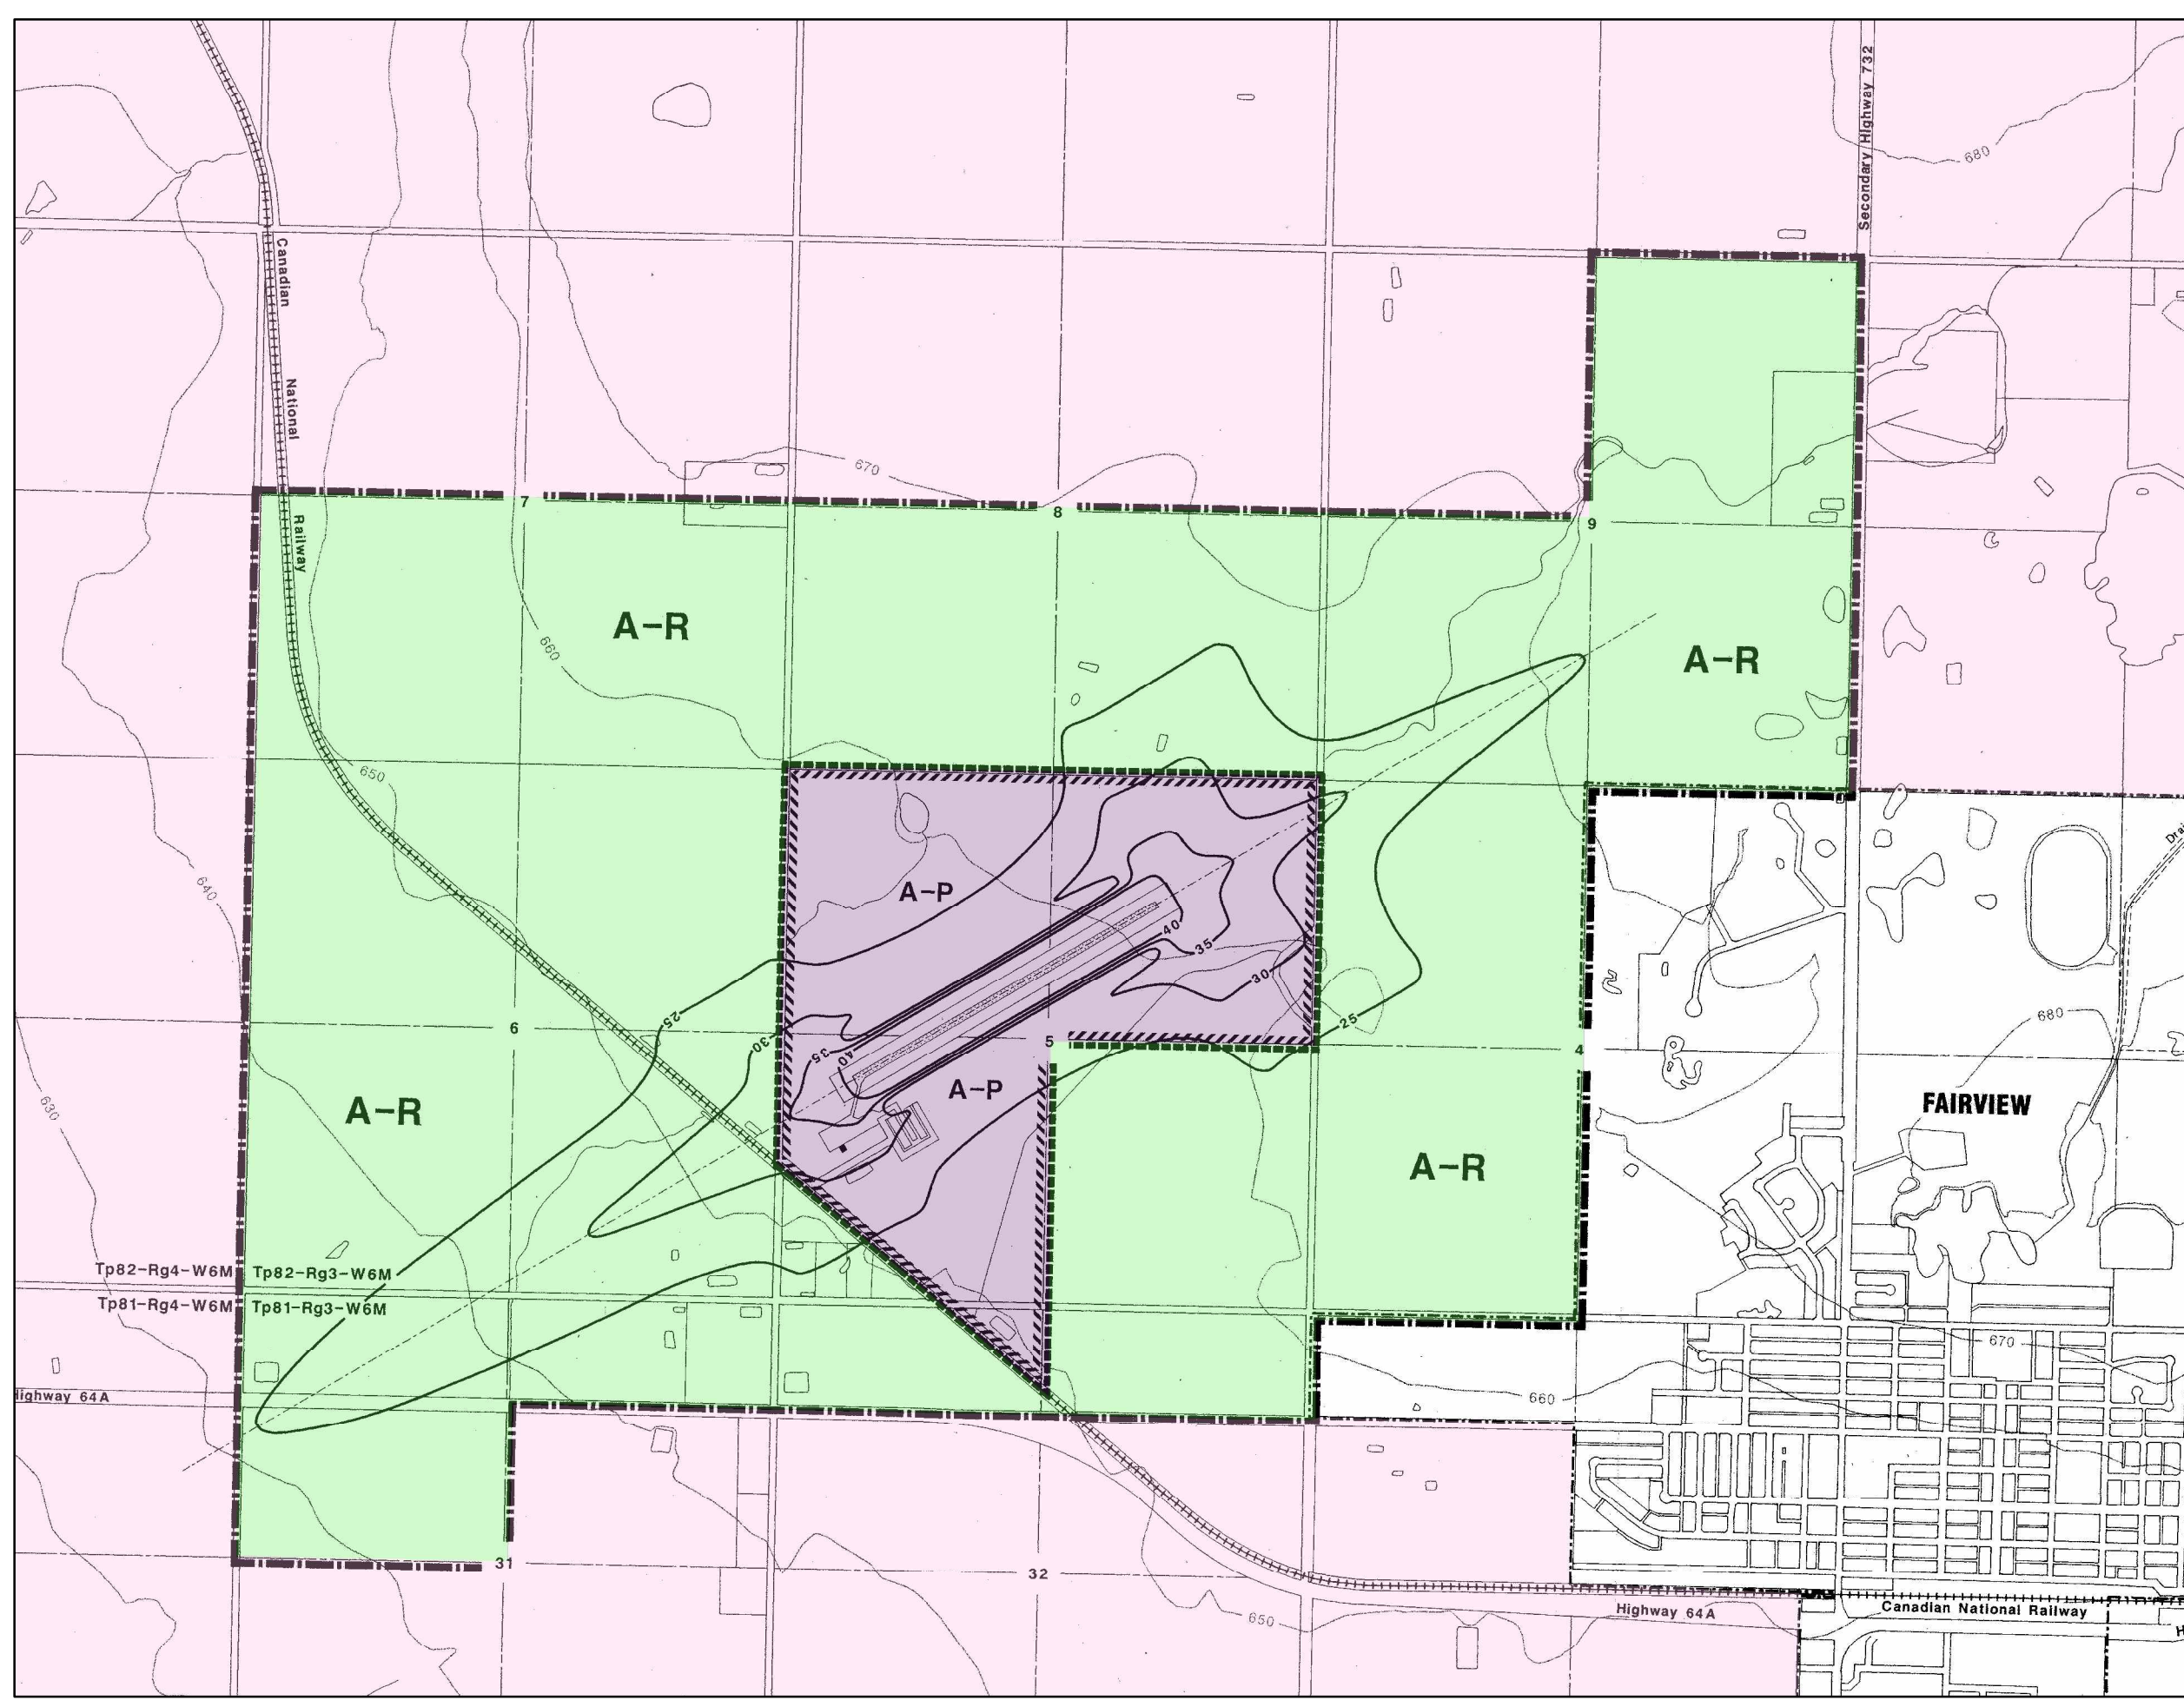 Secondary Highway 732
680
Canadian
National
Railway
670
7
8
9
A-R
660
A-R
650
640
A-P
40
35
30
25
25
6
30
35
40
5
4
680
630
A-R
A-P
FAIRVIEW
A-R
Tp82-Rg4-W6M
Tp82-Rg3-W6M
Tp81-Rg4-W6M
Tp81-Rg3-W6M
670
Highway 64A
660
31
32
650
Highway 64A
Canadian National Railway